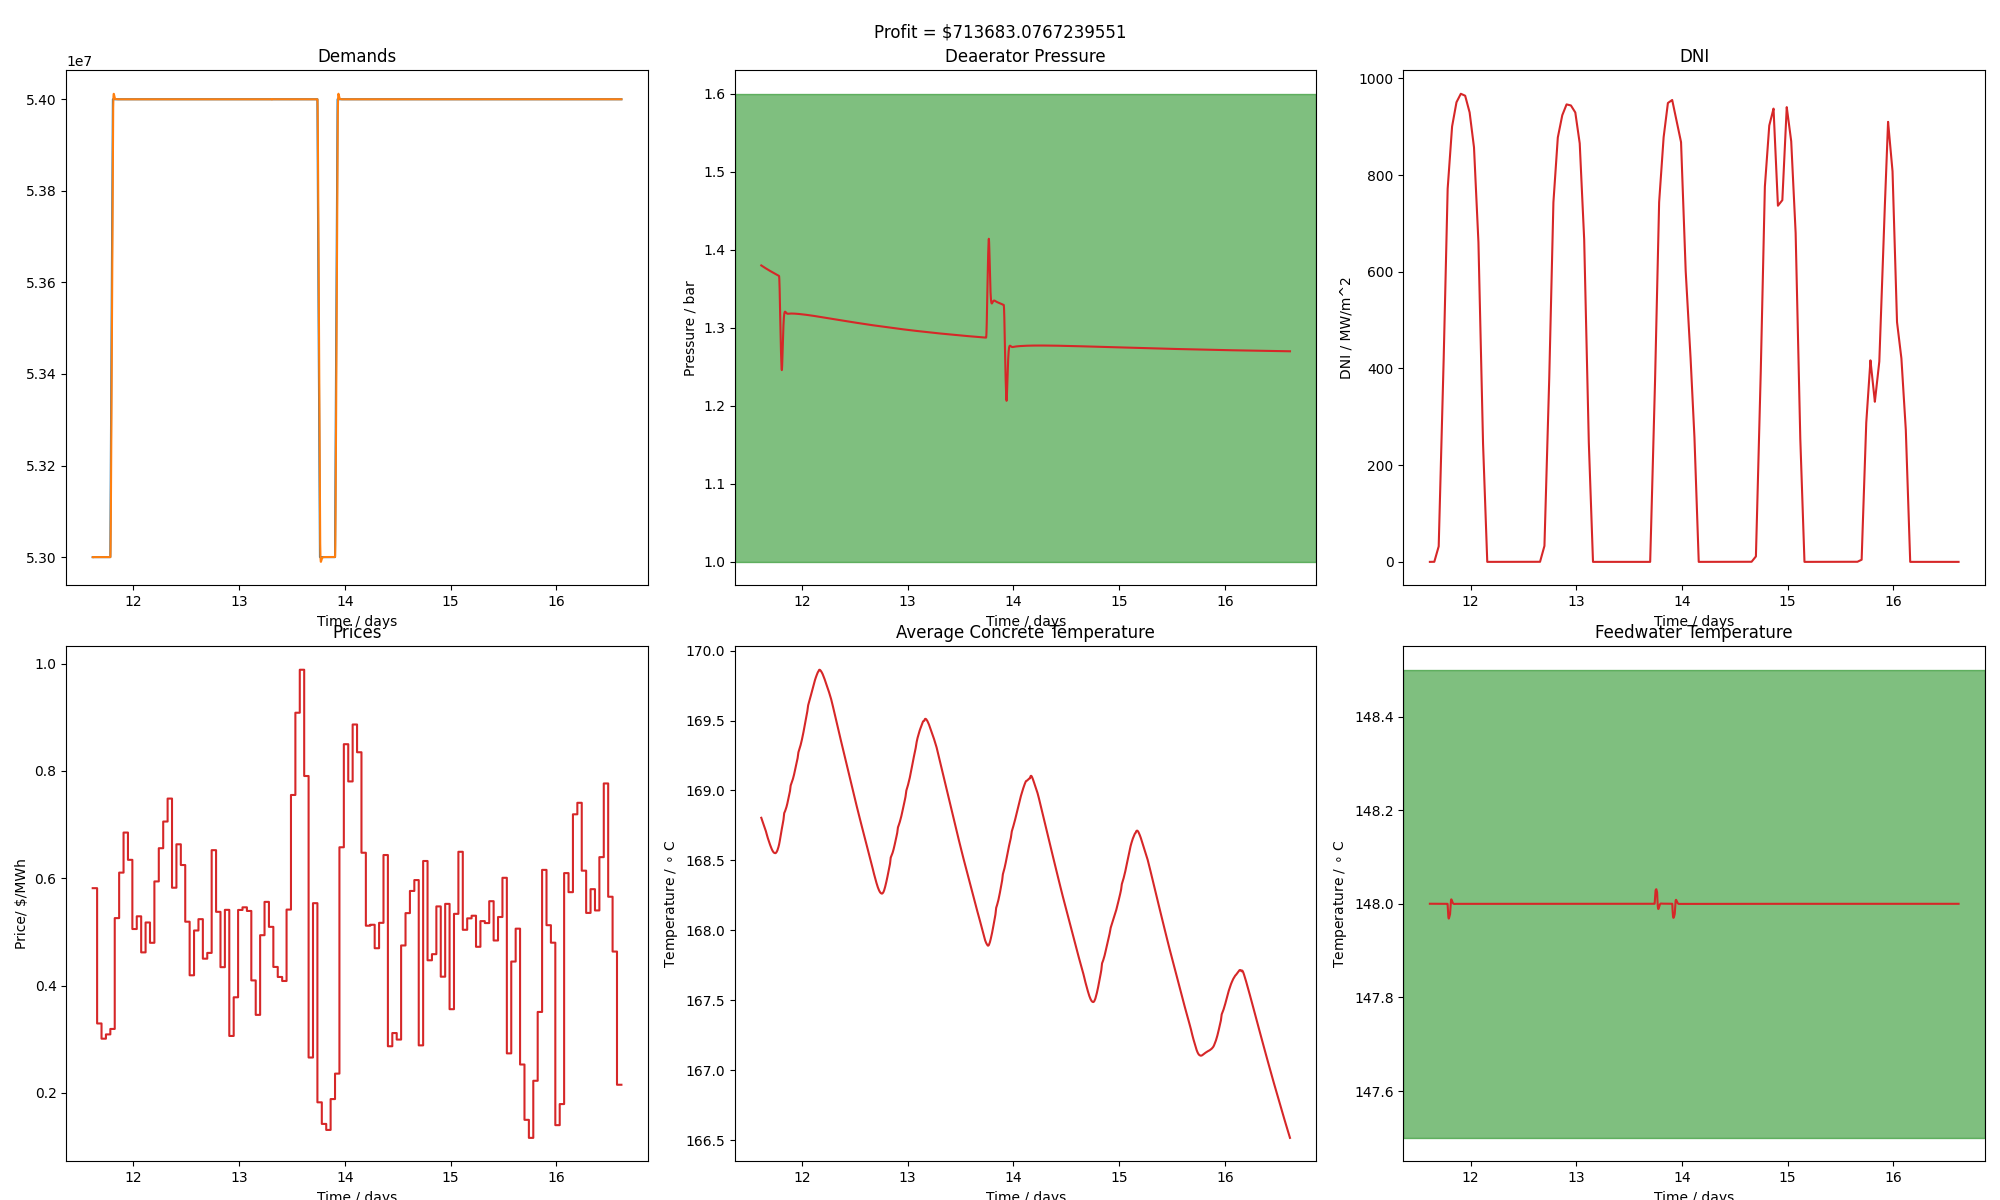 Profit = $713683.0767239551
Demands
1e7
5.40
5.38
5.36
5.34
5.32
5.30
12 13 14 15 16
Time / days
Deaerator Pressure
Pressure / bar
1.6
1.5
1.4
1.3
1.2
1.1
1.0
12 13 14 15 16
Time / days
DNI
DNI / MW/m^2
1000
800
600
400
200
0
12 13 14 15 16
Time / days
Prices
Price/ $/MWh
1.0
0.8
0.6
0.4
0.2
12 13 14 15 16
Time / days
Average Concrete Temperature
Temperature / ∘ C
170.0
169.5
169.0
168.5
168.0
167.5
167.0
166.5
12 13 14 15 16
Time / days
Feedwater Temperature
Temperature / ∘ C
148.4
148.2
148.0
147.8
147.6
12 13 14 15 16
Time / days